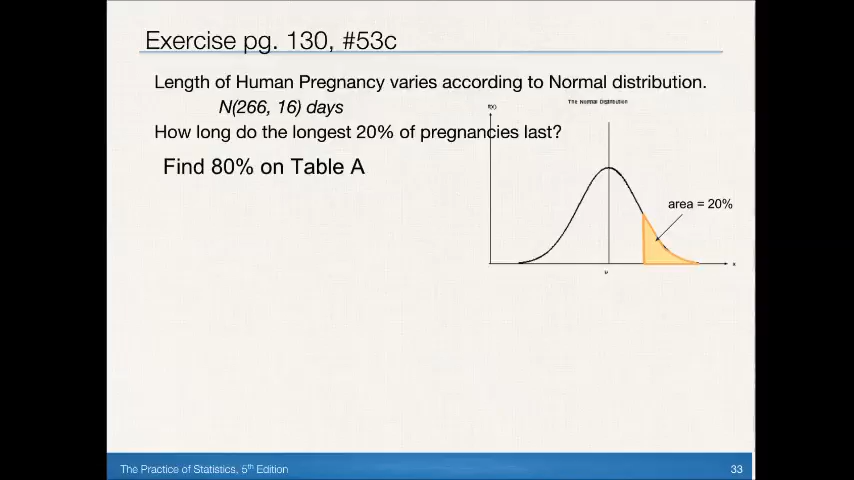 Exercise pg. 130, #53c
Length of Human Pregnancy varies according to Normal distribution.
N(266, 16) days
How long do the longest 20% of pregnancies last?
Find 80% on Table A
f(x)
The Normal Distribution
area = 20%
x
μ
The Practice of Statistics, 5th Edition
33